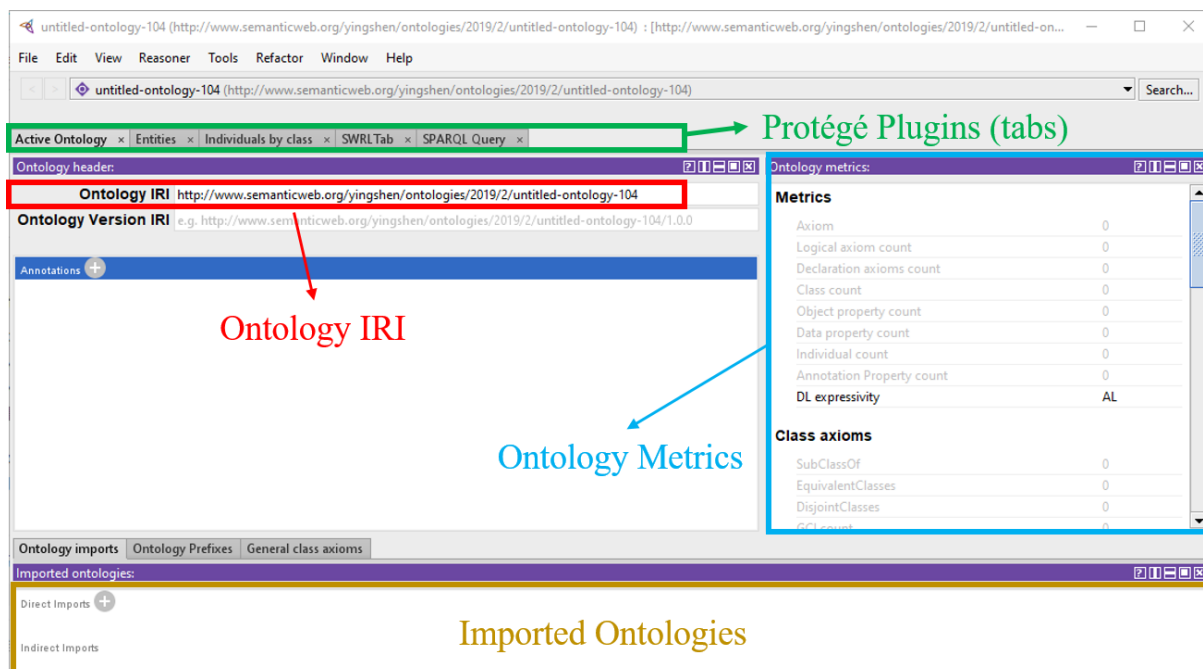 untitled-ontology-104 (http://www.semanticweb.org/yingshen/ontologies/2019/2/untitled-ontology-104) : [http://www.semanticweb.org/yingshen/ontologies/2019/2/untitled-on...
File Edit View Reasoner Tools Refactor Window Help
< > untitled-ontology-104 (http://www.semanticweb.org/yingshen/ontologies/2019/2/untitled-ontology-104) Search...
Active Ontology × Entities × Individuals by class × SWRLTab × SPARQL Query ×
Protégé Plugins (tabs)
Ontology header:
Ontology IRI http://www.semanticweb.org/yingshen/ontologies/2019/2/untitled-ontology-104
Ontology Version IRI e.g. http://www.semanticweb.org/yingshen/ontologies/2019/2/untitled-ontology-104/1.0.0
Annotations
Ontology IRI
Ontology metrics:
Metrics
Axiom 0
Logical axiom count 0
Declaration axioms count 0
Class count 0
Object property count 0
Data property count 0
Individual count 0
Annotation Property count 0
DL expressivity AL
Class axioms
SubClassOf 0
EquivalentClasses 0
DisjointClasses 0
GCI count 0
Ontology Metrics
Ontology imports Ontology Prefixes General class axioms
Imported ontologies:
Direct Imports
Imported Ontologies
Indirect Imports